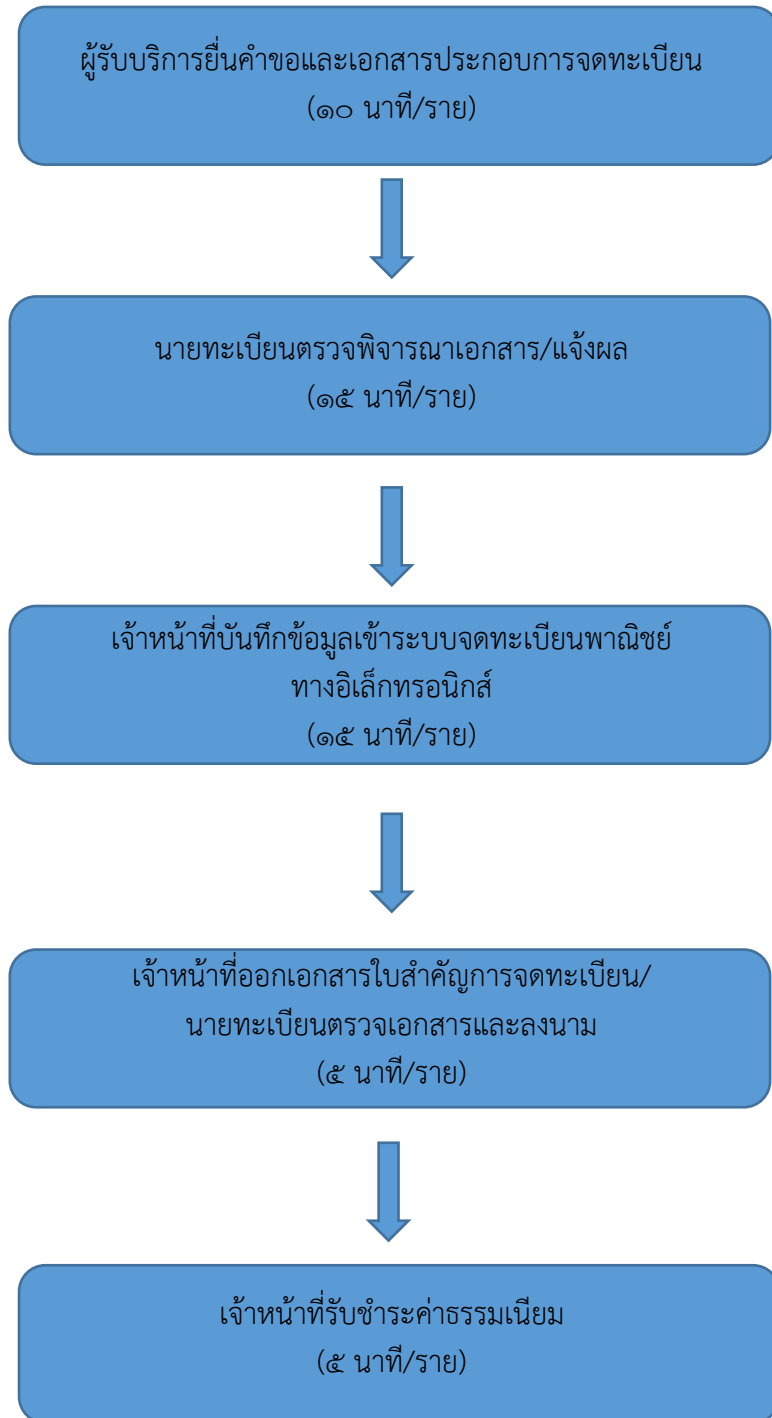 ผู้รับบริการยื่นคำขอและเอกสารประกอบการจดทะเบียน
(๑๐ นาที/ราย)
นายทะเบียนตรวจพิจารณาเอกสาร/แจ้งผล
(๑๕ นาที/ราย)
เจ้าหน้าที่บันทึกข้อมูลเข้าระบบจดทะเบียนพาณิชย์
ทางอิเล็กทรอนิกส์
(๑๕ นาที/ราย)
เจ้าหน้าที่ออกเอกสารใบสำคัญการจดทะเบียน/
นายทะเบียนตรวจเอกสารและลงนาม
(๕ นาที/ราย)
เจ้าหน้าที่รับชำระค่าธรรมเนียม
(๕ นาที/ราย)